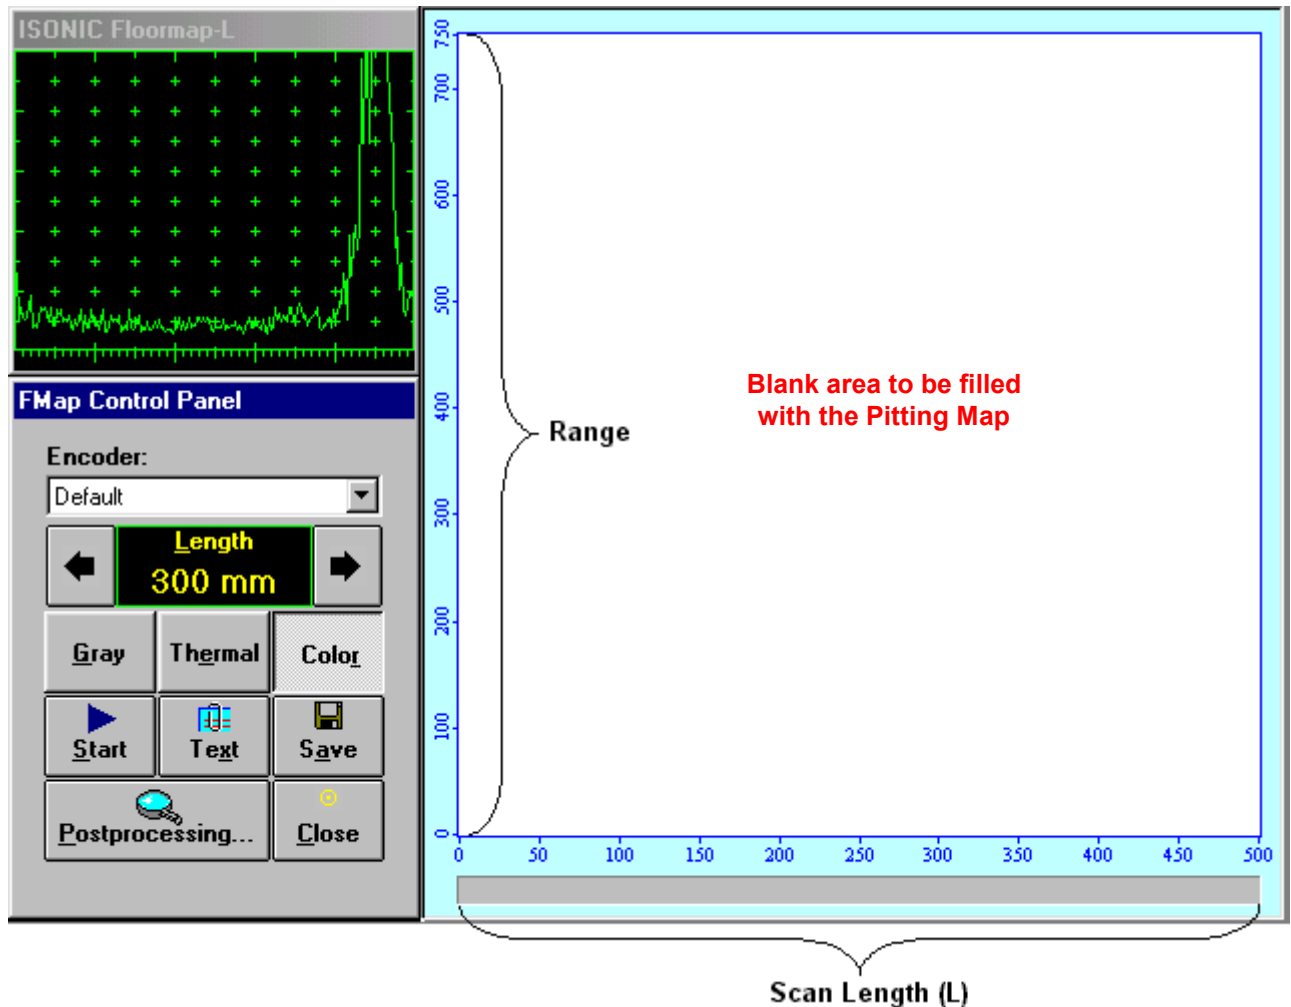 ISONIC Floormap-L
FMap Control Panel
Encoder:
Default
Length
300 mm
Gray
Thermal
Color
Start
Text
Save
Postprocessing...
Close
750
700
600
500
400
300
200
100
0
Range
Blank area to be filled
with the Pitting Map
0 50 100 150 200 250 300 350 400 450 500
Scan Length (L)